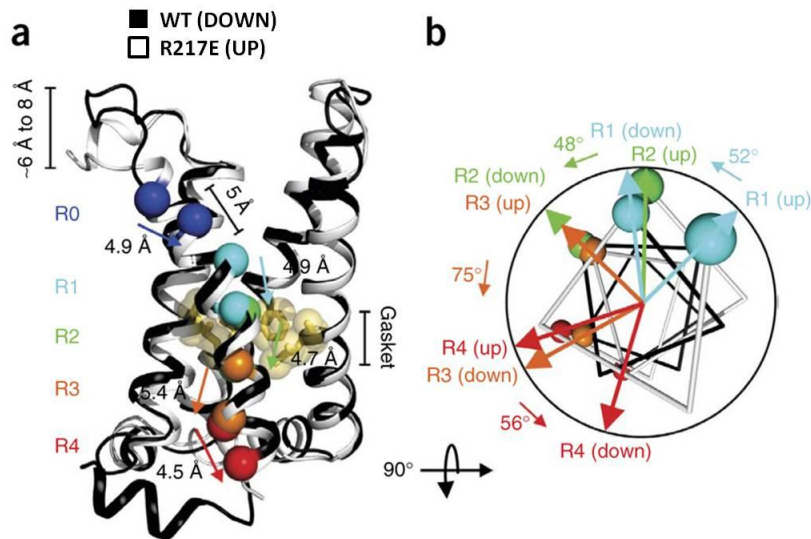 a
WT (DOWN)
R217E (UP)
b
~6 Å to 8 Å
R0
R1
R2
R3
R4
5 Å
4.9 Å
4.9 Å
4.7 Å
5.4 Å
4.5 Å
Gasket
90°
R1 (down)
48°
R2 (up)
52°
R2 (down)
R3 (up)
R1 (up)
75°
R4 (up)
R3 (down)
56°
R4 (down)